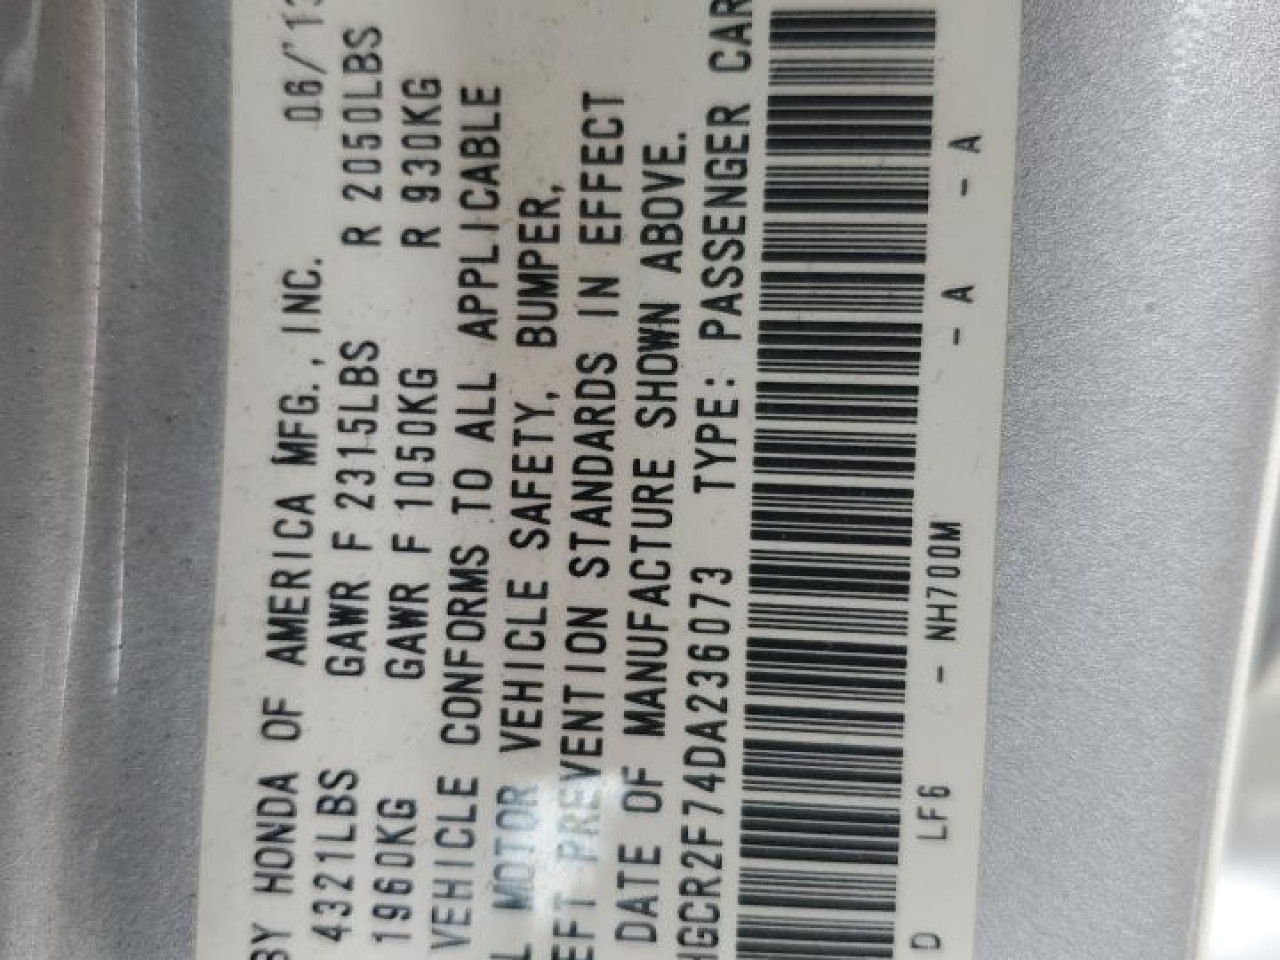 BY HONDA OF AMERICA MFG.,INC. 06/'13
4321LBS GAWR F 2315LBS R 2050LBS
1960KG GAWR F 1050KG R 930KG
VEHICLE CONFORMS TO ALL APPLICABLE
L MOTOR VEHICLE SAFETY, BUMPER,
EFT PREVENTION STANDARDS IN EFFECT
DATE OF MANUFACTURE SHOWN ABOVE.
HGCR2F74DA236073 TYPE: PASSENGER CAR
D LF6 - NH700M - A - A